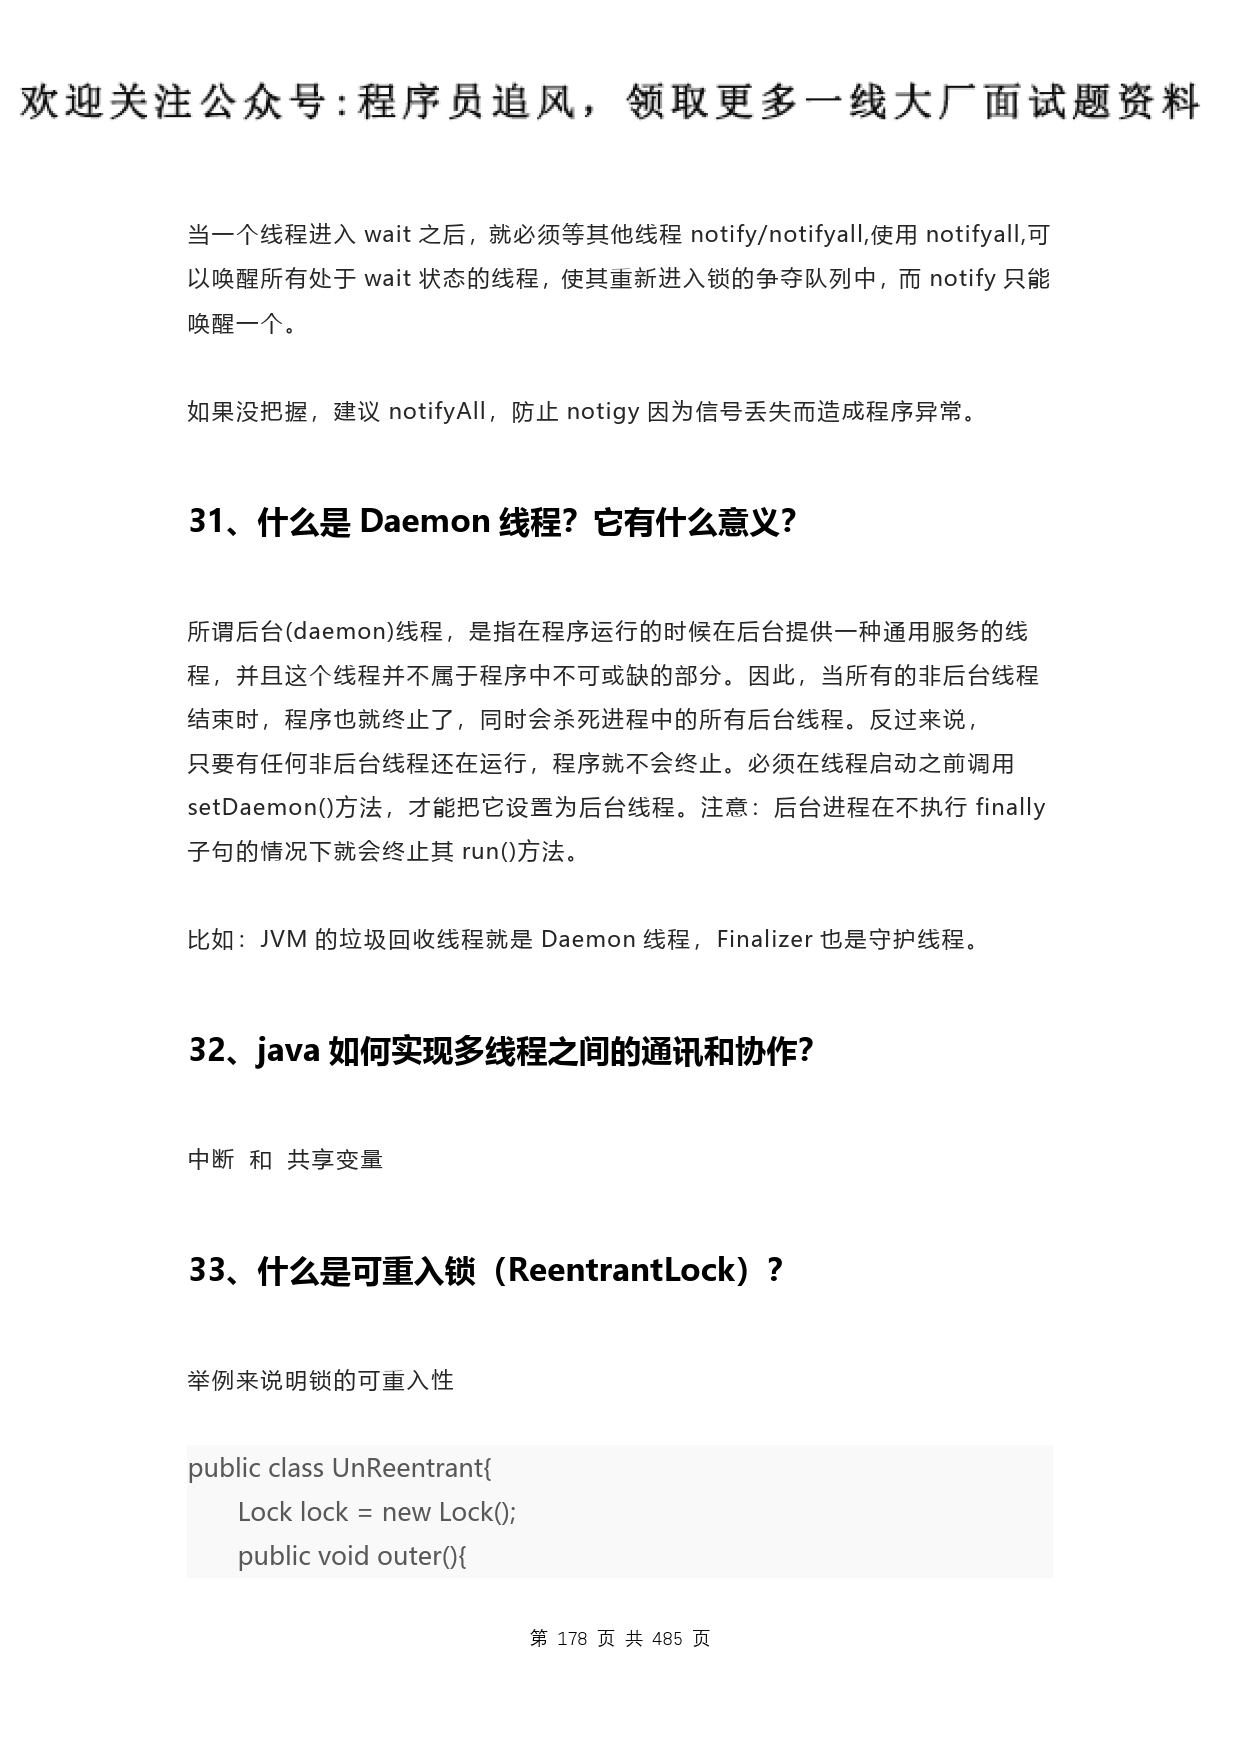 欢迎关注公众号:程序员追风，领取更多一线大厂面试题资料
当一个线程进入 wait 之后，就必须等其他线程 notify/notifyall,使用 notifyall,可
以唤醒所有处于 wait 状态的线程，使其重新进入锁的争夺队列中，而 notify 只能
唤醒一个。
如果没把握，建议 notifyAll，防止 notigy 因为信号丢失而造成程序异常。
31、什么是 Daemon 线程？它有什么意义？
所谓后台(daemon)线程，是指在程序运行的时候在后台提供一种通用服务的线
程，并且这个线程并不属于程序中不可或缺的部分。因此，当所有的非后台线程
结束时，程序也就终止了，同时会杀死进程中的所有后台线程。反过来说，
只要有任何非后台线程还在运行，程序就不会终止。必须在线程启动之前调用
setDaemon()方法，才能把它设置为后台线程。注意：后台进程在不执行 finally
子句的情况下就会终止其 run()方法。
比如：JVM 的垃圾回收线程就是 Daemon 线程，Finalizer 也是守护线程。
32、java 如何实现多线程之间的通讯和协作？
中断 和 共享变量
33、什么是可重入锁（ReentrantLock）？
举例来说明锁的可重入性
public class UnReentrant{
Lock lock = new Lock();
public void outer(){
第 178 页 共 485 页